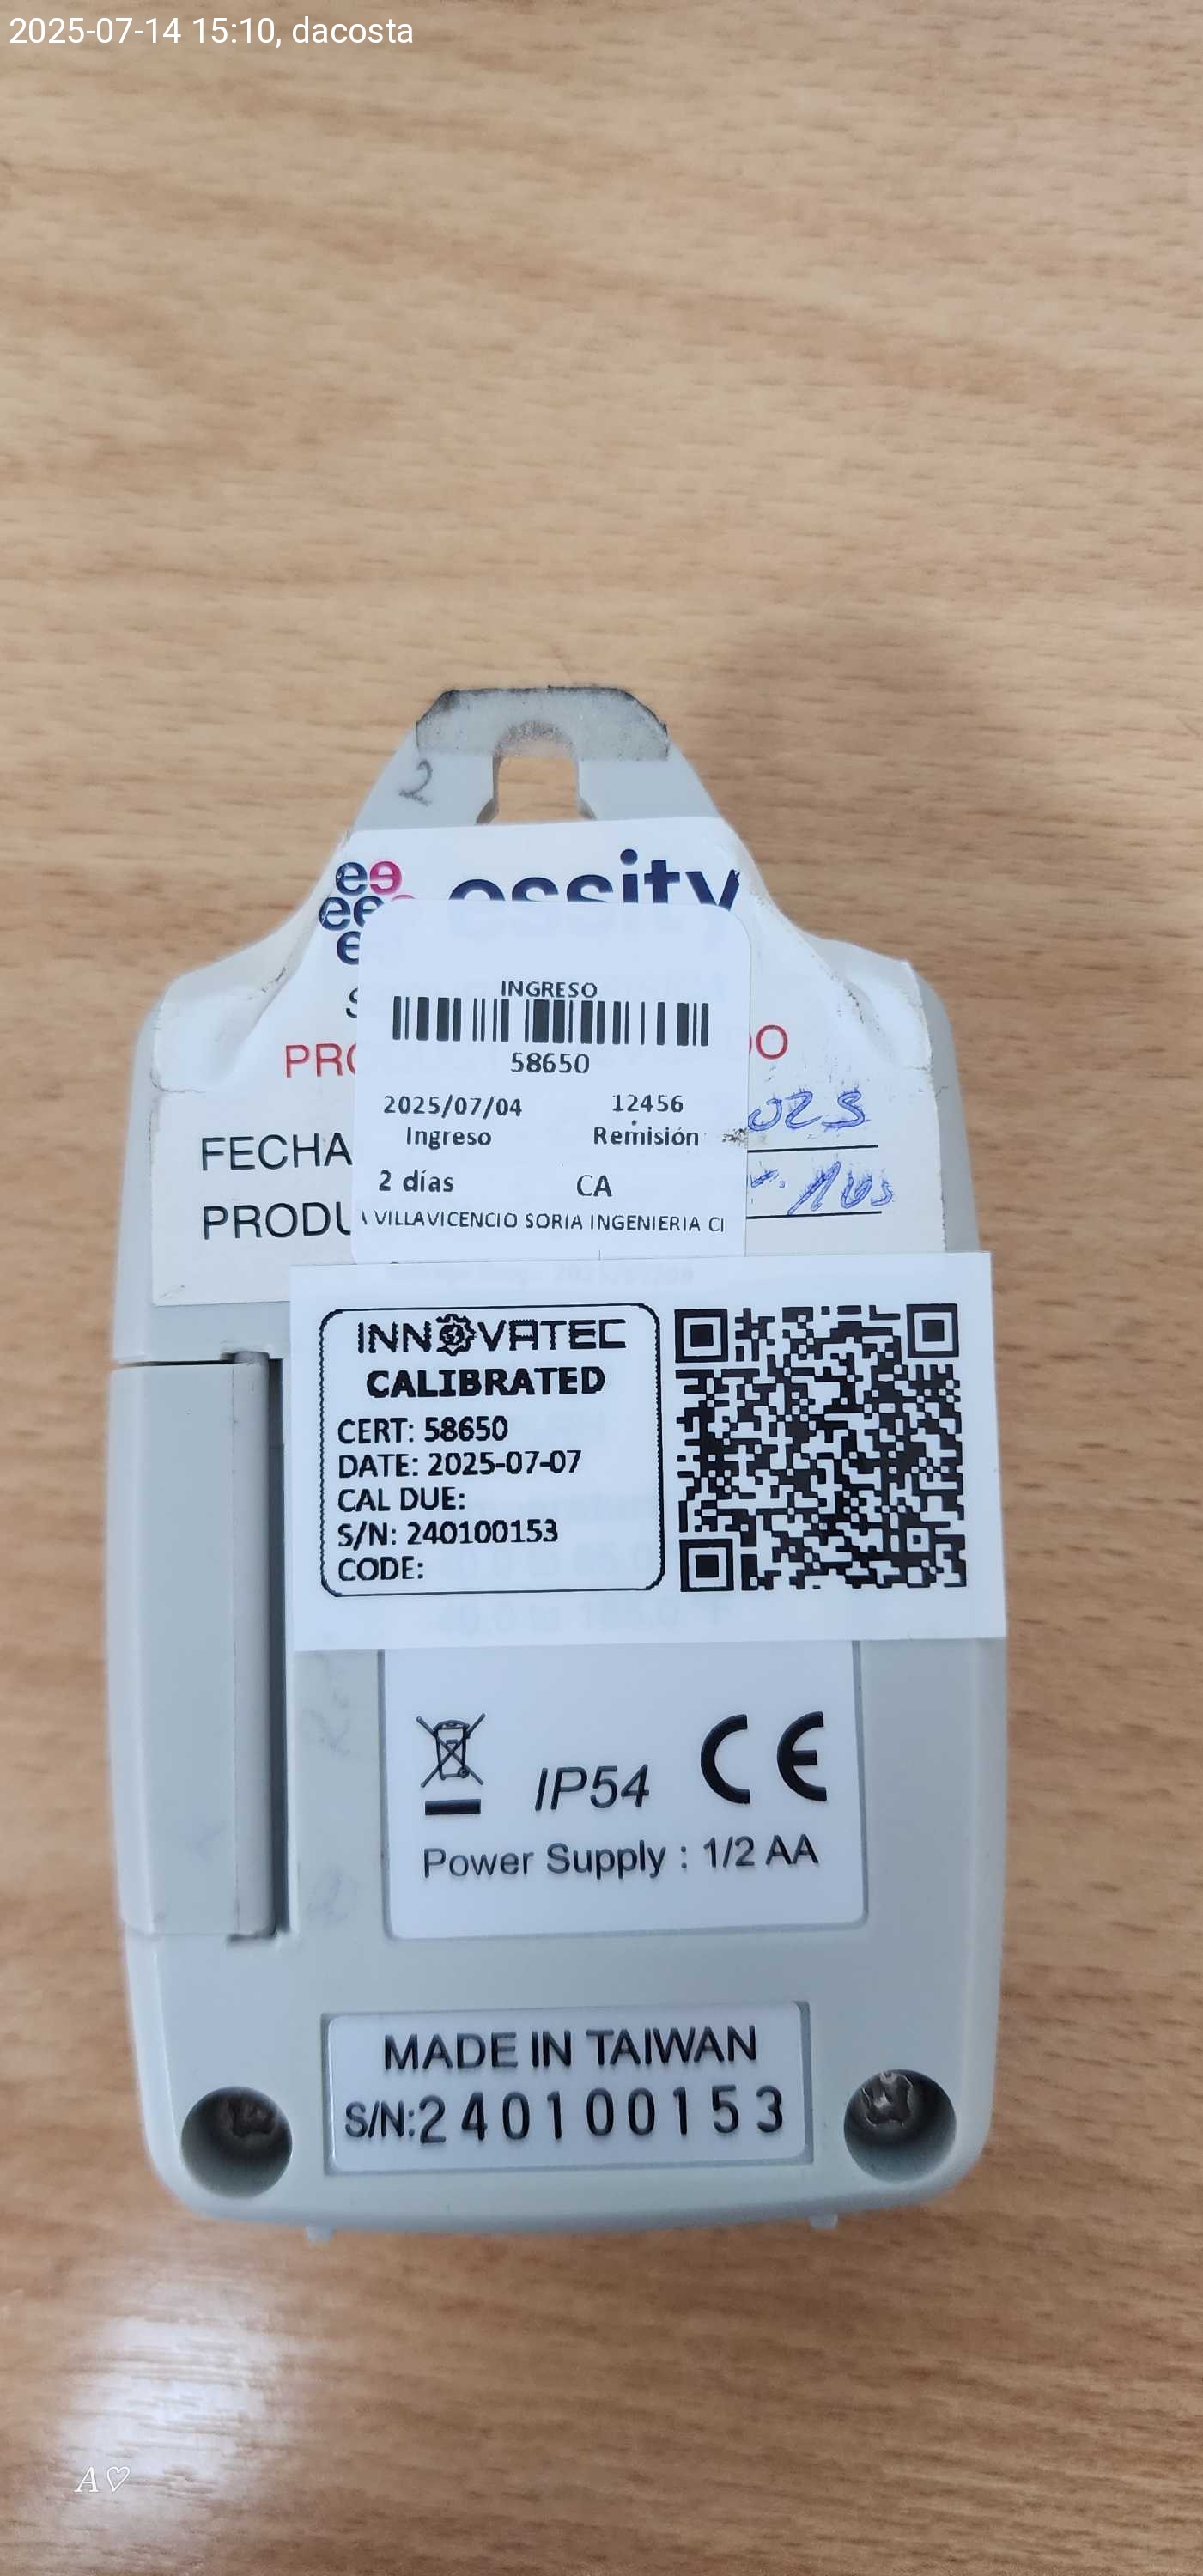 2025-07-14 15:10, dacosta
2
essity
INGRESO
58650
2025/07/04 12456
Ingreso Remisión
2 días CA
VILLAVICENCIO SORIA INGENIERIA CI
FECHA
INNOVATEC
CALIBRATED
CERT: 58650
DATE: 2025-07-07
CAL DUE:
S/N: 240100153
CODE:
IP54 CE
Power Supply : 1/2 AA
MADE IN TAIWAN
S/N:240100153
A♡